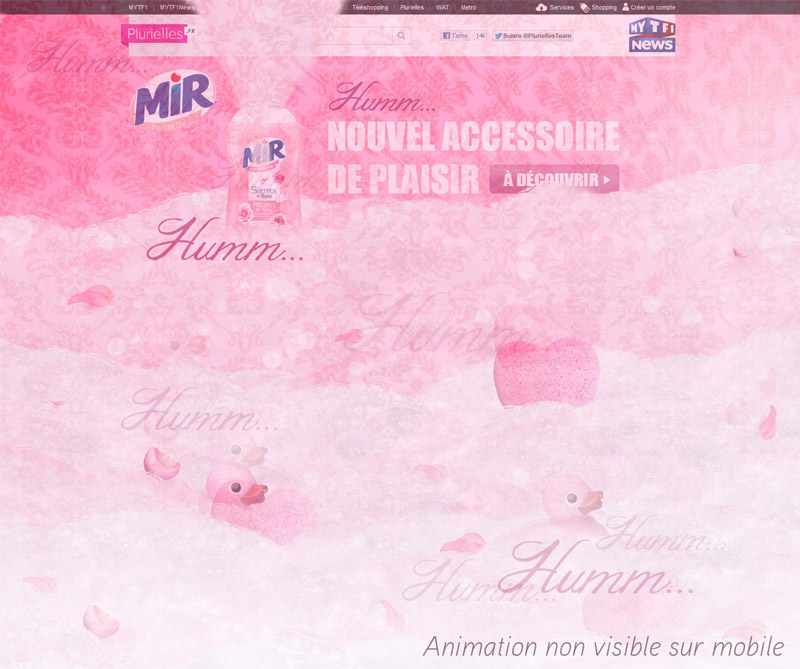 MYTF1 MYTF1News Téléshopping Plurielles WAT Metro Services Shopping Créer un compte
Plurielles.FR
J'aime 14k Suivre @PluriellesTeam
MYTF1
News
Humm...
MiR
Humm...
NOUVEL ACCESSOIRE
DE PLAISIR À DÉCOUVRIR
MiR
Secrets
de Soin
Humm...
Humm...
Humm...
Humm...
Humm...
Humm...
Animation non visible sur mobile